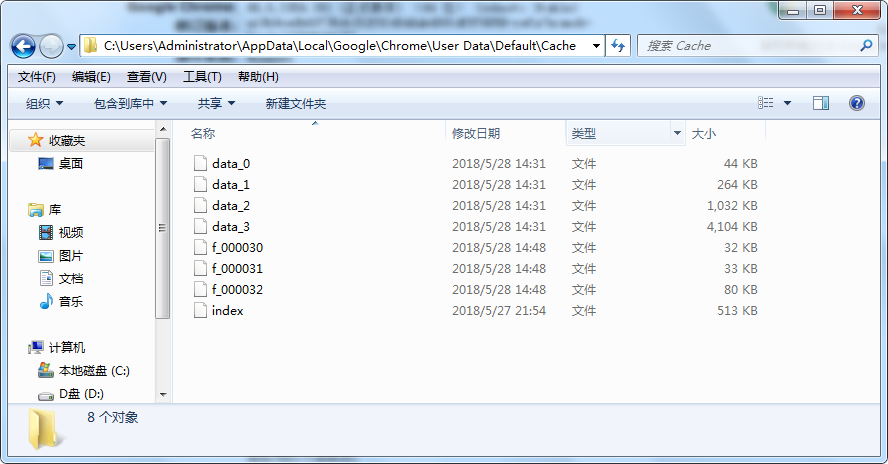 Google Chrome
C:\Users\Administrator\AppData\Local\Google\Chrome\User Data\Default\Cache
搜索 Cache
文件(F) 编辑(E) 查看(V) 工具(T) 帮助(H)
组织 包含到库中 共享 新建文件夹
名称 修改日期 类型 大小
收藏夹
桌面
库
视频
图片
文档
音乐
计算机
本地磁盘 (C:)
D盘 (D:)
data_0 2018/5/28 14:31 文件 44 KB
data_1 2018/5/28 14:31 文件 264 KB
data_2 2018/5/28 14:31 文件 1,032 KB
data_3 2018/5/28 14:31 文件 4,104 KB
f_000030 2018/5/28 14:48 文件 32 KB
f_000031 2018/5/28 14:48 文件 33 KB
f_000032 2018/5/28 14:48 文件 80 KB
index 2018/5/27 21:54 文件 513 KB
8 个对象